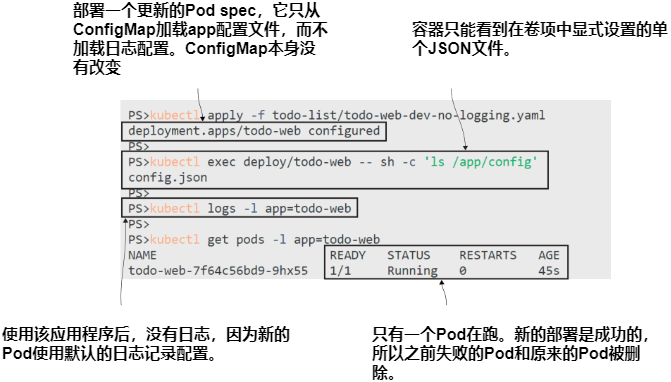 部署一个更新的Pod spec，它只从
ConfigMap加载app配置文件，而不
加载日志配置。ConfigMap本身没
有改变
容器只能看到在卷项中显式设置的单
个JSON文件。
PS>kubectl apply -f todo-list/todo-web-dev-no-logging.yaml
deployment.apps/todo-web configured
PS>
PS>kubectl exec deploy/todo-web -- sh -c 'ls /app/config'
config.json
PS>
PS>kubectl logs -l app=todo-web
PS>
PS>kubectl get pods -l app=todo-web
NAME READY STATUS RESTARTS AGE
todo-web-7f64c56bd9-9hx55 1/1 Running 0 45s
使用该应用程序后，没有日志，因为新的
Pod使用默认的日志记录配置。
只有一个Pod在跑。新的部署是成功的，
所以之前失败的Pod和原来的Pod被删
除。